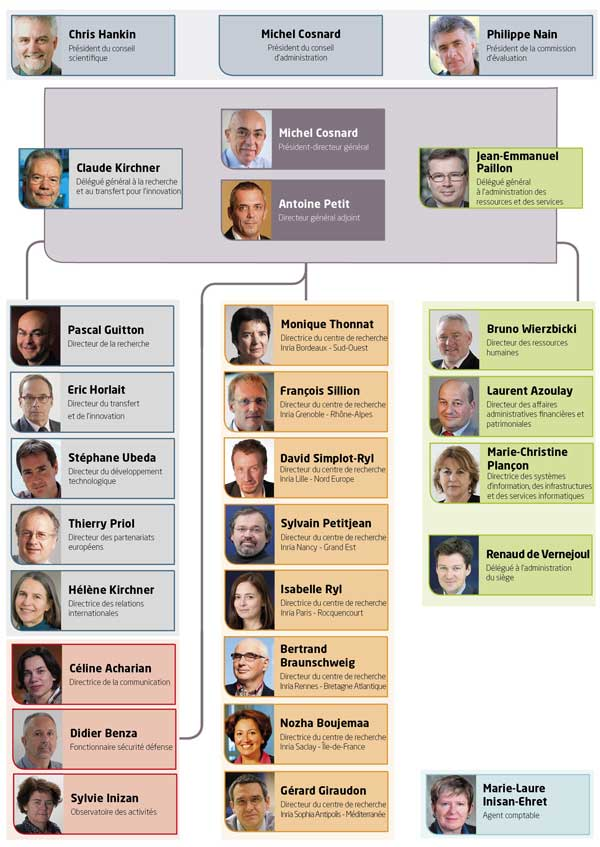 Chris Hankin
Président du conseil
scientifique
Michel Cosnard
Président du conseil
d'administration
Philippe Nain
Président de la commission
d'évaluation
Michel Cosnard
Président-directeur général
Claude Kirchner
Délégué général à la recherche
et au transfert pour l'innovation
Antoine Petit
Directeur général adjoint
Jean-Emmanuel
Paillon
Délégué général
à l'administration des
ressources et des services
Pascal Guitton
Directeur de la recherche
Eric Horlait
Directeur du transfert
et de l'innovation
Stéphane Ubeda
Directeur du développement
technologique
Thierry Priol
Directeur des partenariats
européens
Hélène Kirchner
Directrice des relations
internationales
Céline Acharian
Directrice de la communication
Didier Benza
Fonctionnaire sécurité défense
Sylvie Inizan
Observatoire des activités
Monique Thonnat
Directrice du centre de recherche
Inria Bordeaux - Sud-Ouest
François Sillion
Directeur du centre de recherche
Inria Grenoble - Rhône-Alpes
David Simplot-Ryl
Directeur du centre de recherche
Inria Lille - Nord Europe
Sylvain Petitjean
Directeur du centre de recherche
Inria Nancy - Grand Est
Isabelle Ryl
Directrice du centre de recherche
Inria Paris - Rocquencourt
Bertrand
Braunschweig
Directeur du centre de recherche
Inria Rennes - Bretagne Atlantique
Nozha Boujemaa
Directrice du centre de recherche
Inria Saclay - Île-de-France
Gérard Giraudon
Directeur du centre de recherche
Inria Sophia Antipolis - Méditerranée
Bruno Wierzbicki
Directeur des ressources
humaines
Laurent Azoulay
Directeur des affaires
administratives financières et
patrimoniales
Marie-Christine
Plançon
Directrice des systèmes
d'information, des infrastructures
et des services informatiques
Renaud de Vernejoul
Délégué à l'administration
du siège
Marie-Laure
Inisan-Ehret
Agent comptable